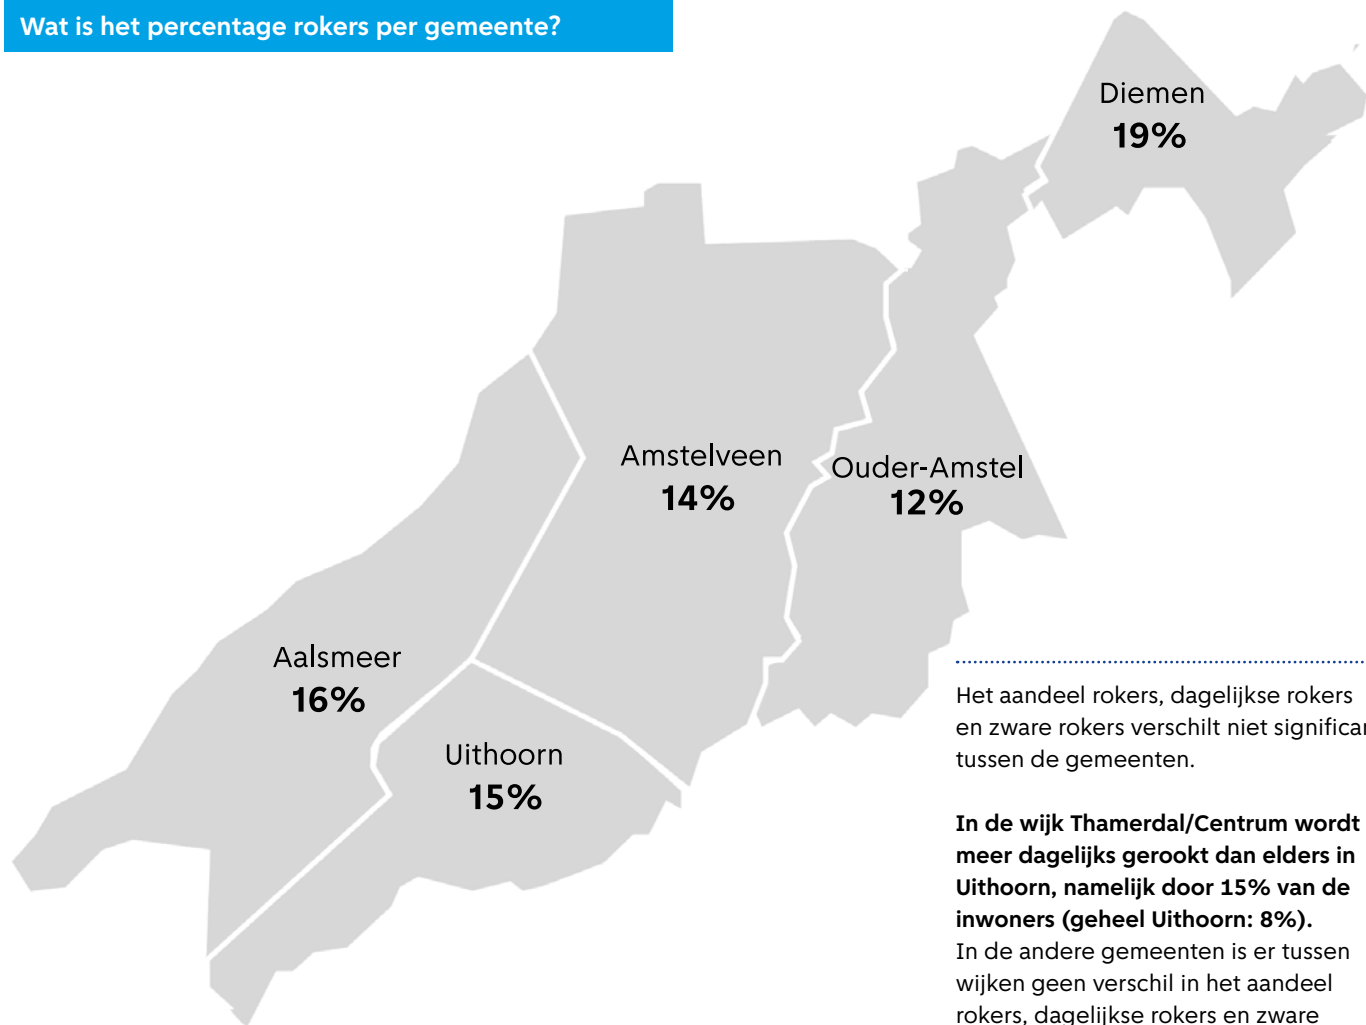 Wat is het percentage rokers per gemeente?
Diemen
19%
Amstelveen
14%
Ouder-Amstel
12%
Aalsmeer
16%
Uithoorn
15%
Het aandeel rokers, dagelijkse rokers
en zware rokers verschilt niet
tussen de gemeenten.
In de wijk Thamerdal/Centrum wordt
meer dagelijks gerookt dan elders in
Uithoorn, namelijk door 15% van de
inwoners (geheel Uithoorn: 8%).
In de andere gemeenten is er tussen
wijken geen verschil in het aandeel
rokers, dagelijkse rokers en zware